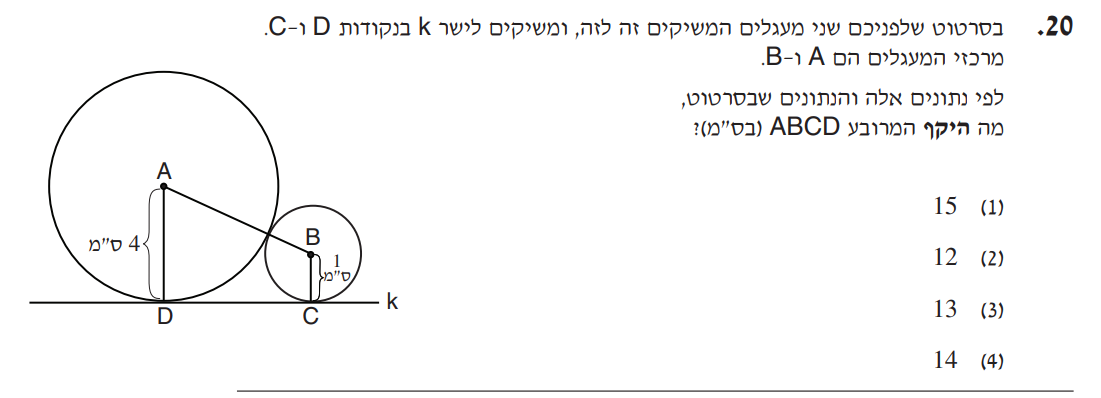 20. בסרטוט שלפניכם שני מעגלים המשיקים זה לזה, ומשיקים לישר k בנקודות D ו-C.
מרכזי המעגלים הם A ו-B.
לפי נתונים אלה והנתונים שבסרטוט,
מה היקף המרובע ABCD (בס"מ)?
(1) 15
(2) 12
(3) 13
(4) 14
A
4 ס"מ
B
1
ס"מ
k
D
C